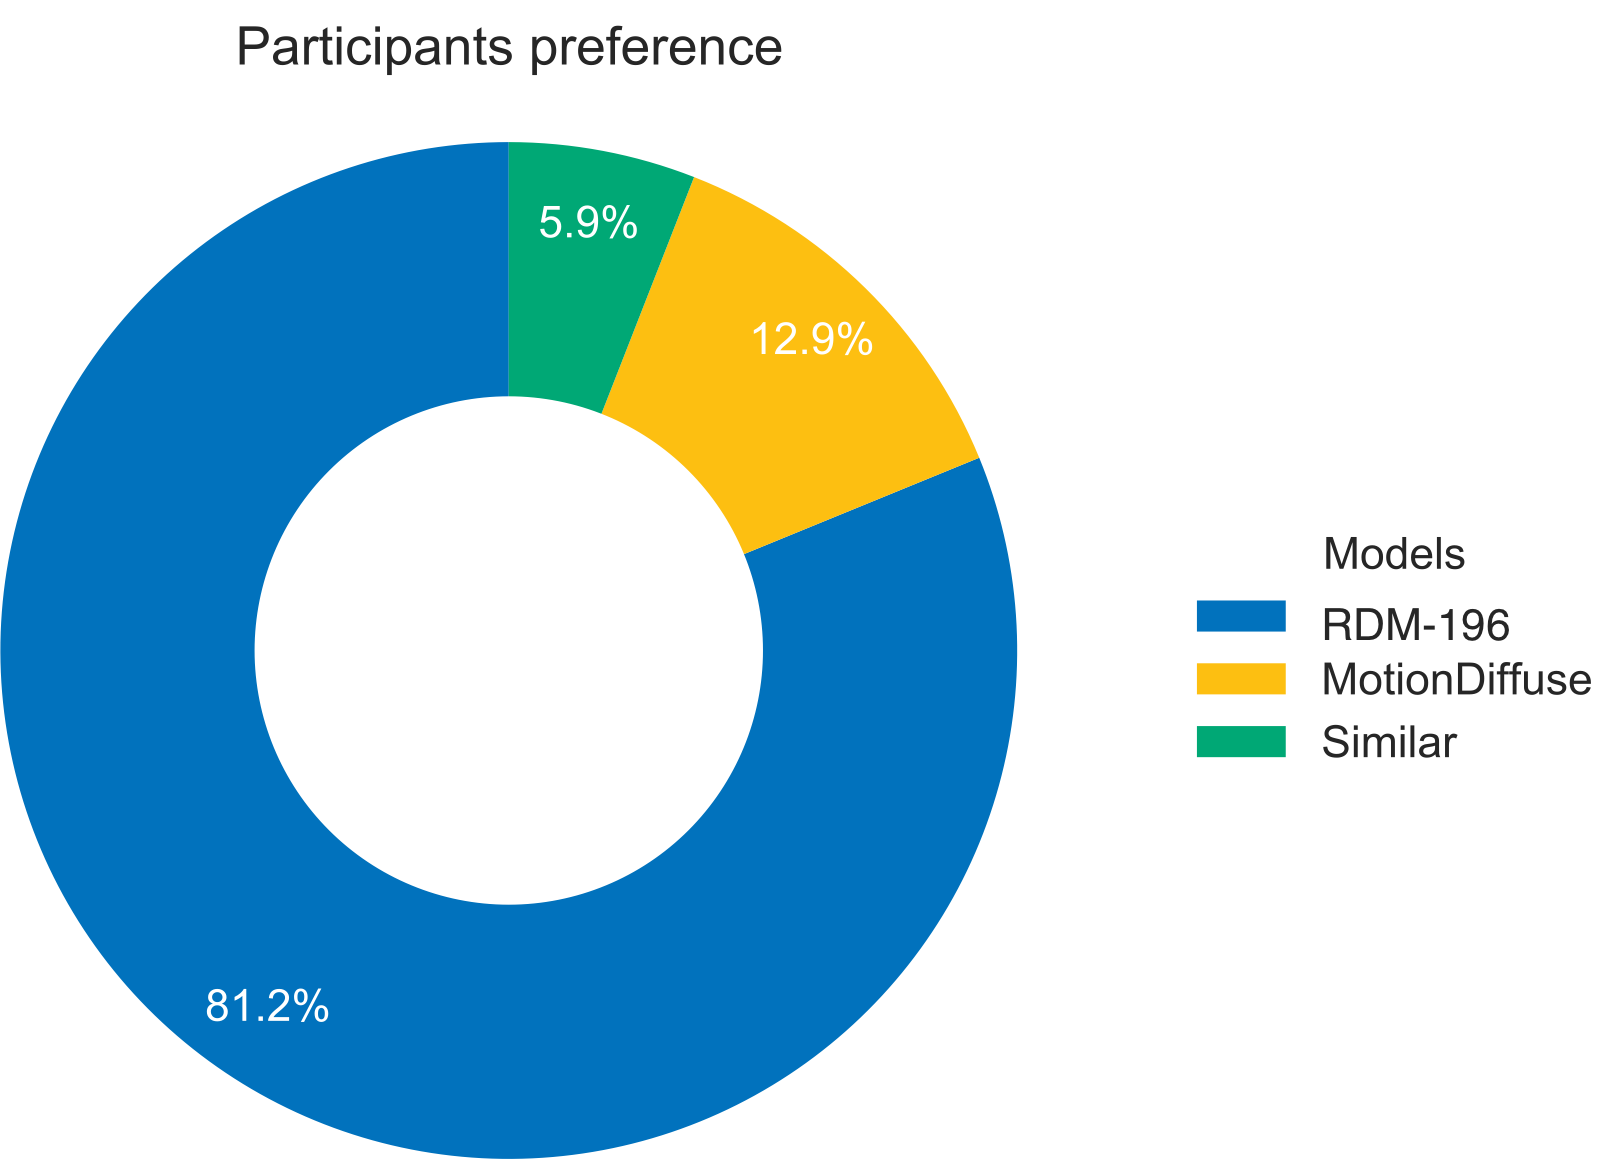 Participants preference
5.9%
12.9%
81.2%
Models
RDM-196
MotionDiffuse
Similar